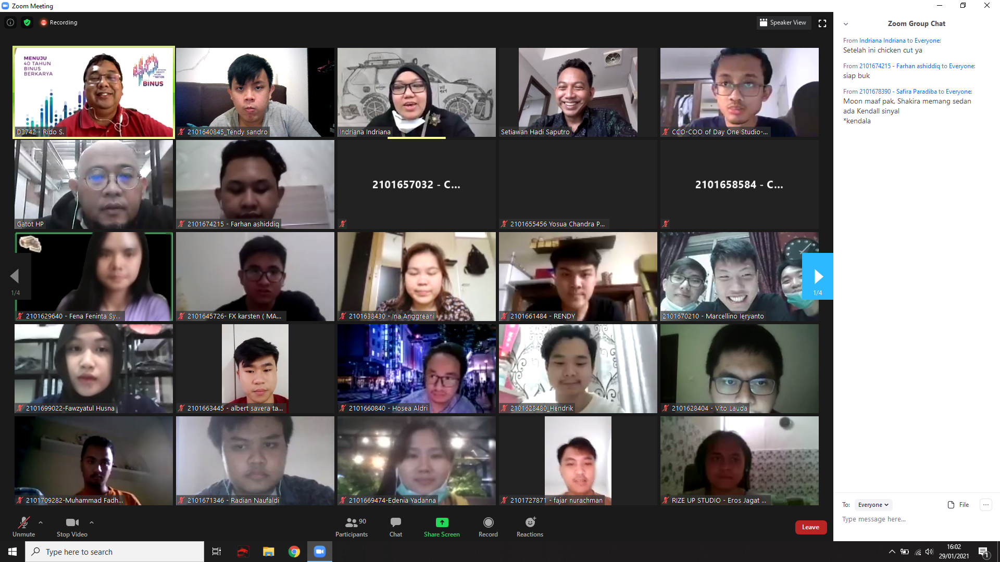 Zoom Meeting
Recording
Speaker View
MENUJU
40 TAHUN
BINUS
BERKARYA
BINUS
D3742 - Rido S.
2101640845_Tendy sandro
Indriana Indriana
Setiawan Hadi Saputro
CCO-COO of Day One Studio-...
Gatot HP
2101674215 - Farhan ashiddiq
2101657032 - C...
2101655456 Yosua Chandra P...
2101658584 - C...
1/4
2101629640 - Fena Feninta Sy...
2101645726- FX karsten ( MA...
2101638430 - Ina Anggreani
2101661484 - RENDY
2101670210 - Marcellino Ieryanto
1/4
2101699022-Fawzyatul Husna
2101663445 - albert savera ta...
2101660840 - Hosea Aldri
2101628480_Hendrik
2101628404 - Vito Lauda
2101709282-Muhammad Fadh...
2101671346 - Radian Naufaldi
2101669474-Edenia Yadanna
2101727871 - fajar nurachman
RIZE UP STUDIO - Eros Jagat ...
Unmute
Stop Video
90
Participants
Chat
Share Screen
Record
Reactions
Leave
Zoom Group Chat
From Indriana Indriana to Everyone:
Setelah ini chicken cut ya
From 2101674215 - Farhan ashiddiq to Everyone:
siap buk
From 2101678390 - Safira Paradiba to Everyone:
Moon maaf pak, Shakira memang sedan
ada Kendall sinyal
*kendala
To: Everyone
File
Type message here...
Type here to search
16:02
29/01/2021
1